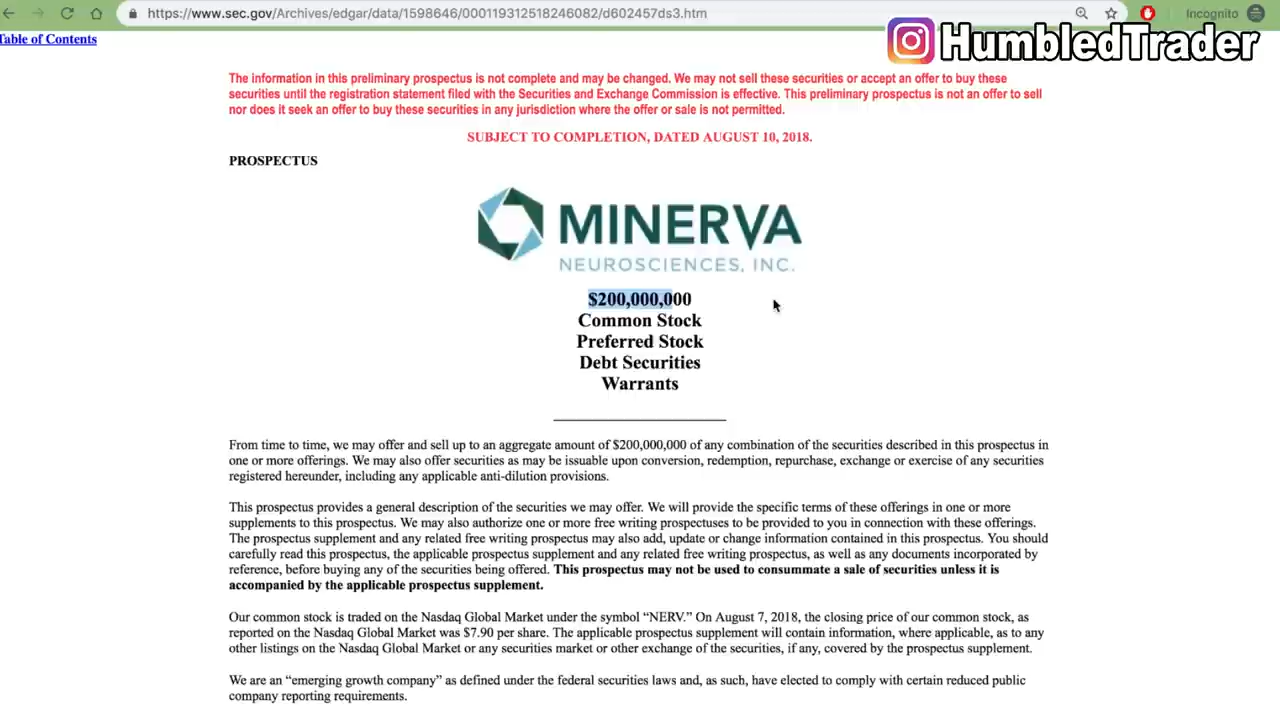 https://www.sec.gov/Archives/edgar/data/1598646/000119312518246082/d602457ds3.htm
Incognito
HumbledTrader
Table of Contents
The information in this preliminary prospectus is not complete and may be changed. We may not sell these securities or accept an offer to buy these
securities until the registration statement filed with the Securities and Exchange Commission is effective. This preliminary prospectus is not an offer to sell
nor does it seek an offer to buy these securities in any jurisdiction where the offer or sale is not permitted.
SUBJECT TO COMPLETION, DATED AUGUST 10, 2018.
PROSPECTUS
MINERVA
NEUROSCIENCES, INC.
$200,000,000
Common Stock
Preferred Stock
Debt Securities
Warrants
From time to time, we may offer and sell up to an aggregate amount of $200,000,000 of any combination of the securities described in this prospectus in
one or more offerings. We may also offer securities as may be issuable upon conversion, redemption, repurchase, exchange or exercise of any securities
registered hereunder, including any applicable anti-dilution provisions.
This prospectus provides a general description of the securities we may offer. We will provide the specific terms of these offerings in one or more
supplements to this prospectus. We may also authorize one or more free writing prospectuses to be provided to you in connection with these offerings.
The prospectus supplement and any related free writing prospectus may also add, update or change information contained in this prospectus. You should
carefully read this prospectus, the applicable prospectus supplement and any related free writing prospectus, as well as any documents incorporated by
reference, before buying any of the securities being offered. This prospectus may not be used to consummate a sale of securities unless it is
accompanied by the applicable prospectus supplement.
Our common stock is traded on the Nasdaq Global Market under the symbol “NERV.” On August 7, 2018, the closing price of our common stock, as
reported on the Nasdaq Global Market was $7.90 per share. The applicable prospectus supplement will contain information, where applicable, as to any
other listings on the Nasdaq Global Market or any securities market or other exchange of the securities, if any, covered by the prospectus supplement.
We are an “emerging growth company” as defined under the federal securities laws and, as such, have elected to comply with certain reduced public
company reporting requirements.